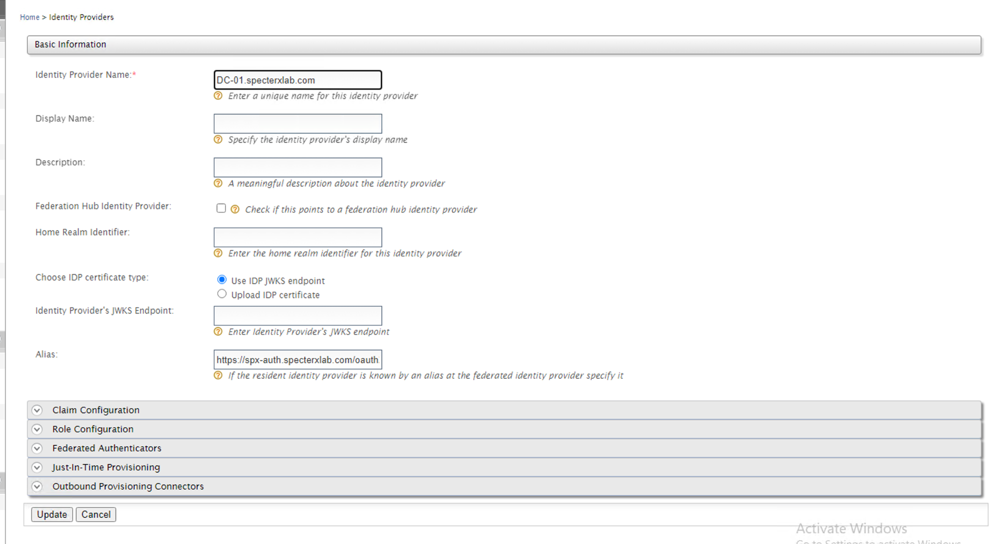 Home > Identity Providers
Basic Information
Identity Provider Name:*
DC-01.specterxlab.com
Enter a unique name for this identity provider
Display Name:
Specify the identity provider's display name
Description:
A meaningful description about the identity provider
Federation Hub Identity Provider:
Check if this points to a federation hub identity provider
Home Realm Identifier:
Enter the home realm identifier for this identity provider
Choose IDP certificate type:
Use IDP JWKS endpoint
Upload IDP certificate
Identity Provider's JWKS Endpoint:
Enter Identity Provider's JWKS endpoint
Alias:
https://spx-auth.specterxlab.com/oauth
If the resident identity provider is known by an alias at the federated identity provider specify it
Claim Configuration
Role Configuration
Federated Authenticators
Just-In-Time Provisioning
Outbound Provisioning Connectors
Update Cancel
Activate Windows
Go to Settings to activate Windows.